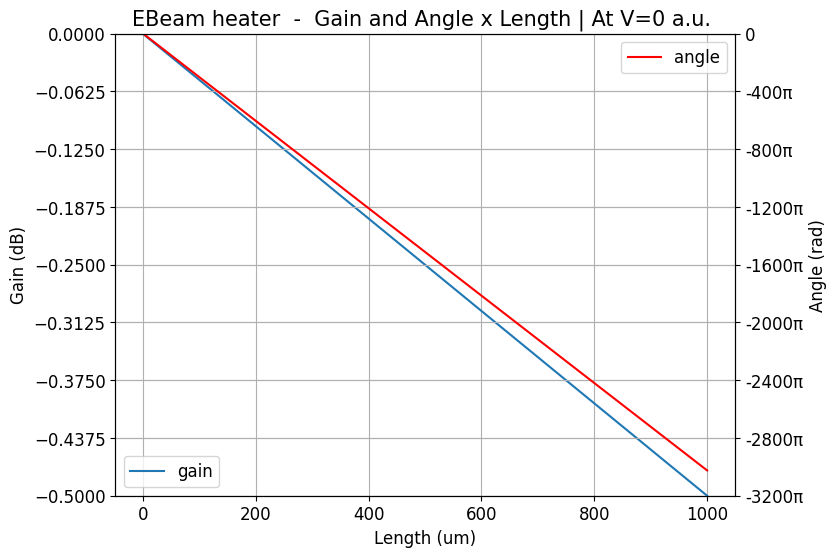 EBeam heater  -  Gain and Angle x Length | At V=0 a.u.
0.0000
−0.0625
−0.1250
−0.1875
−0.2500
−0.3125
−0.3750
−0.4375
−0.5000
Gain (dB)
0
-400π
-800π
-1200π
-1600π
-2000π
-2400π
-2800π
-3200π
Angle (rad)
angle
gain
0
200
400
600
800
1000
Length (um)